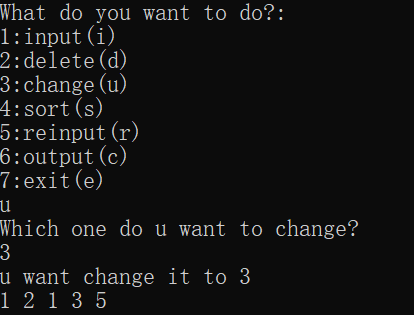 What do you want to do?:
1:input(i)
2:delete(d)
3:change(u)
4:sort(s)
5:reinput(r)
6:output(c)
7:exit(e)
u
Which one do u want to change?
3
u want change it to 3
1 2 1 3 5